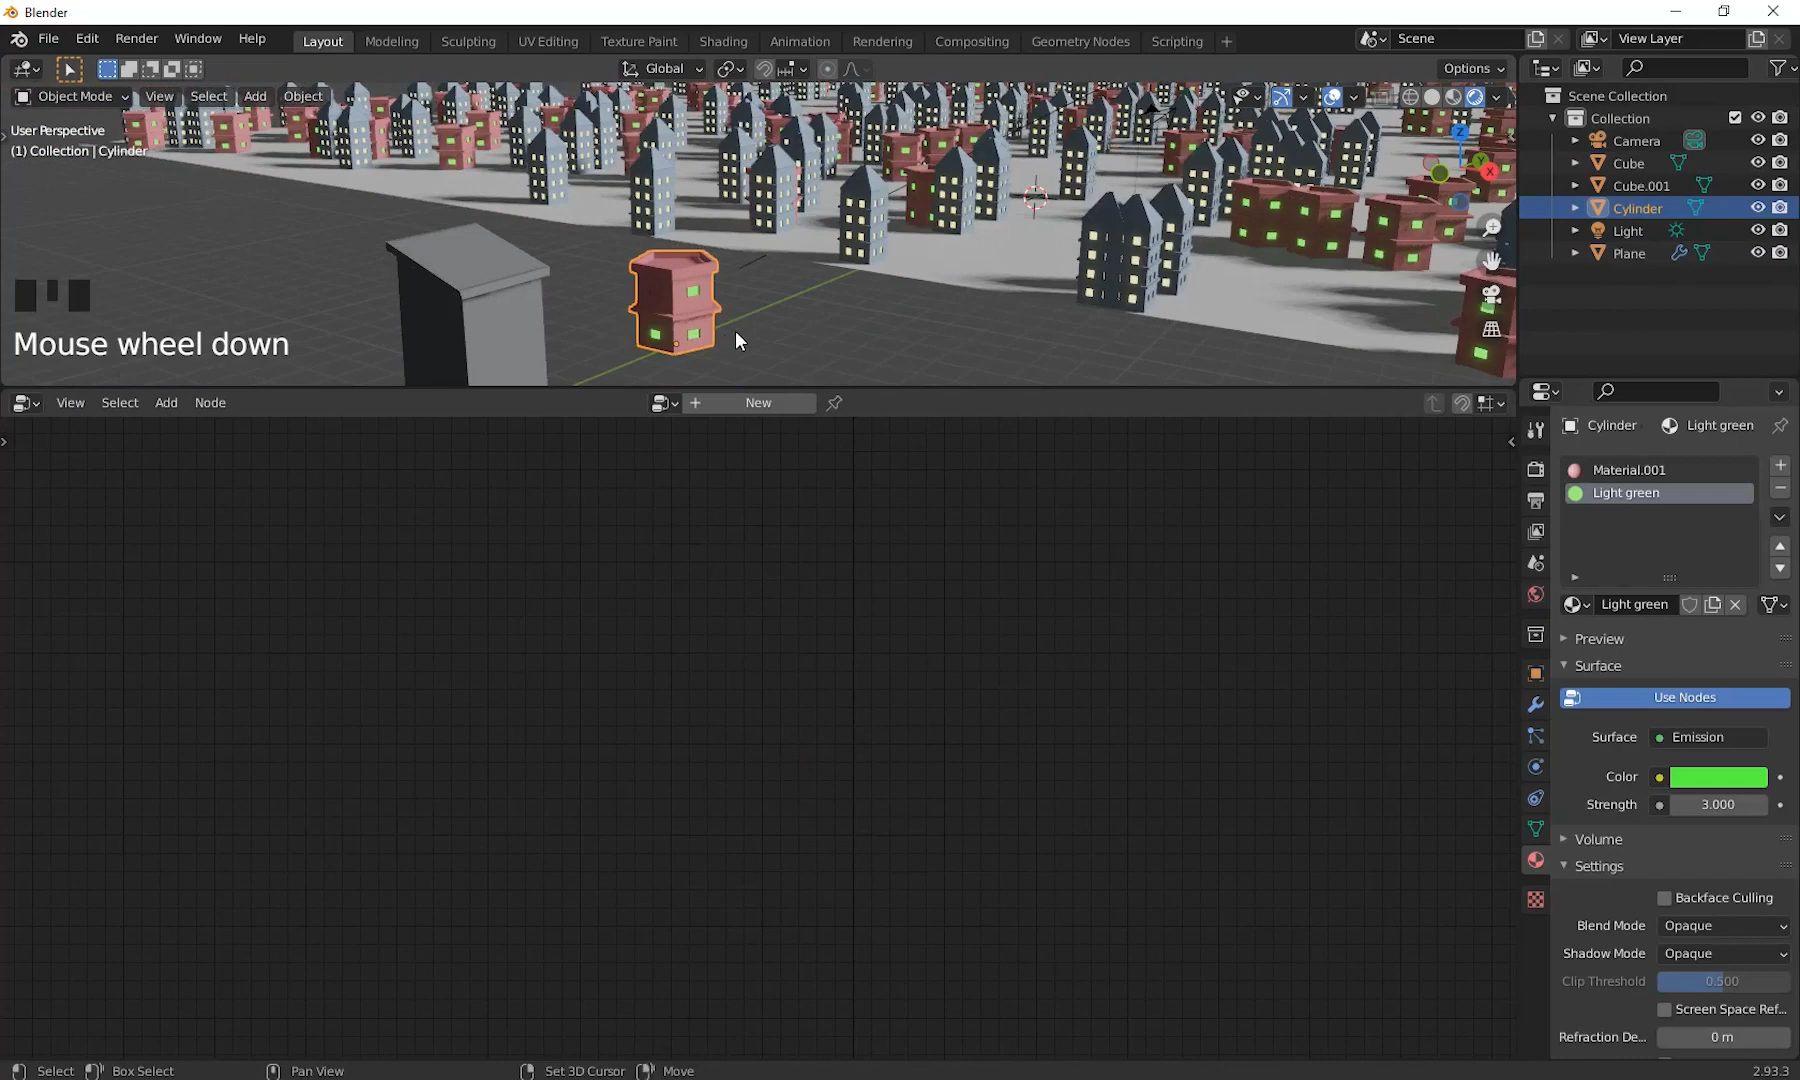 Blender
File Edit Render Window Help Layout Modeling Sculpting UV Editing Texture Paint Shading Animation Rendering Compositing Geometry Nodes Scripting + Scene View Layer
Global Options
Object Mode View Select Add Object
User Perspective
(1) Collection | Cylinder
Z
Y
X
Mouse wheel down
Scene Collection
Collection
Camera
Cube
Cube.001
Cylinder
Light
Plane
View Select Add Node + New
Cylinder Light green
Material.001
Light green
Light green
Preview
Surface
Use Nodes
Surface Emission
Color
Strength 3.000
Volume
Settings
Backface Culling
Blend Mode Opaque
Shadow Mode Opaque
Clip Threshold 0.500
Screen Space Ref...
Refraction De... 0 m
Select Box Select Pan View Set 3D Cursor Move 2.93.3